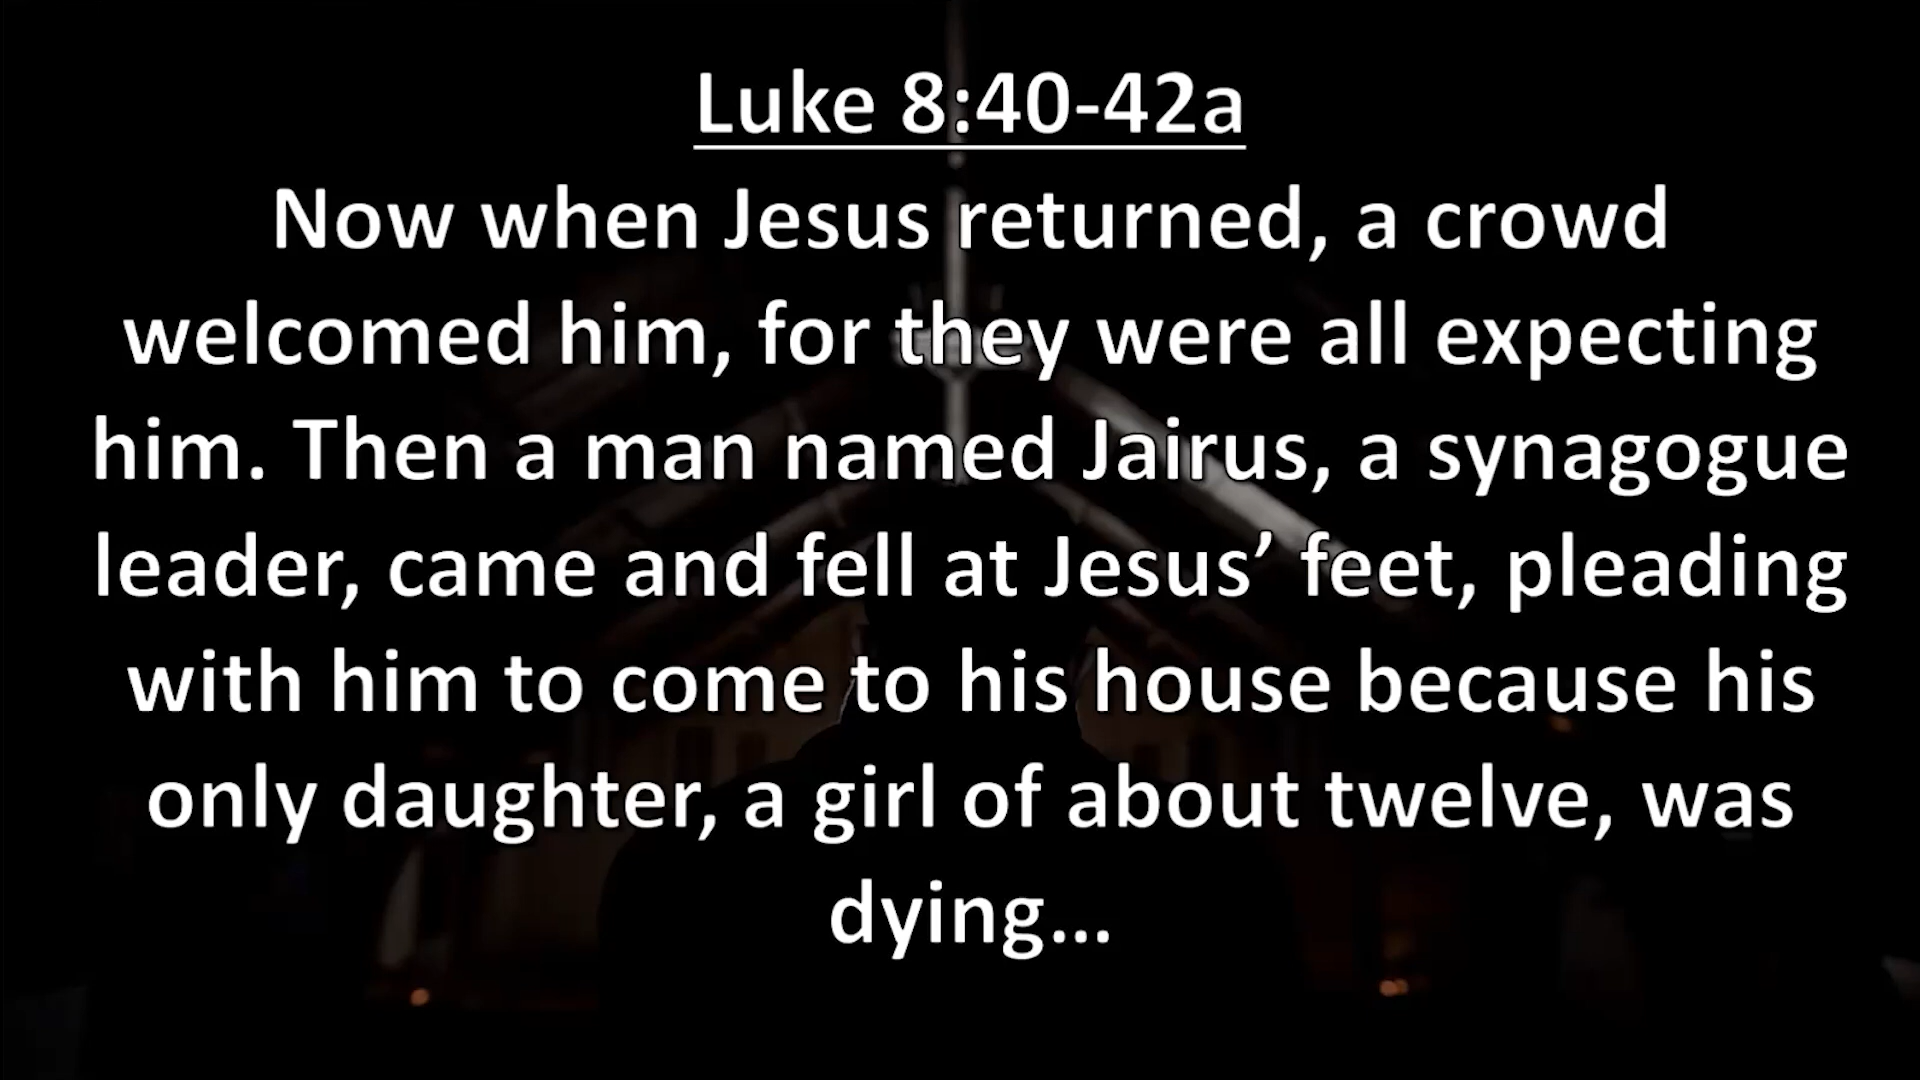 Luke 8:40-42a
Now when Jesus returned, a crowd
welcomed him, for they were all expecting
him. Then a man named Jairus, a synagogue
leader, came and fell at Jesus’ feet, pleading
with him to come to his house because his
only daughter, a girl of about twelve, was
dying...